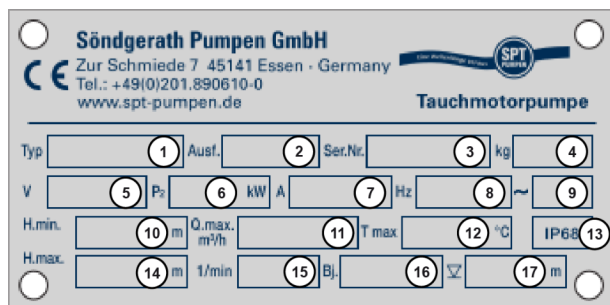 Söndgerath Pumpen GmbH
Zur Schmiede 7 45141 Essen - Germany
Tel.: +49(0)201.890610-0
www.spt-pumpen.de
CE
SPT
PUMPEN
Tauchmotorpumpe
Typ 1 Ausf. 2 Ser.Nr. 3 kg 4
V 5 P₂ 6 kW A 7 Hz 8 ~ 9
H.min. 10 m Q.max. m³/h 11 T max 12 °C IP68 13
H.max. 14 m 1/min 15 Bj. 16 17 m